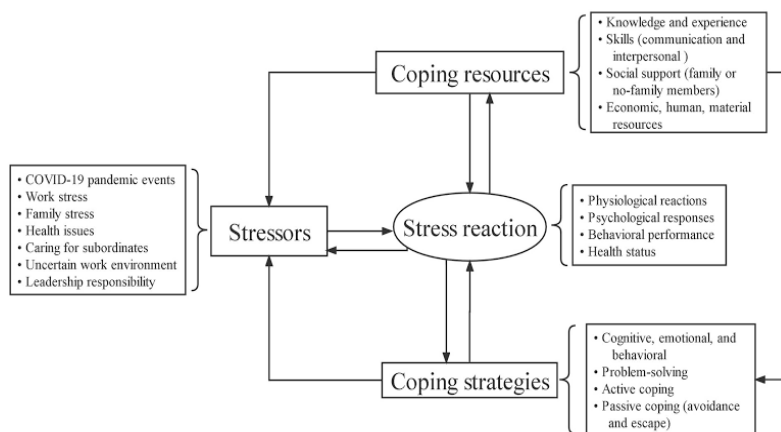 • Knowledge and experience
• Skills (communication and
interpersonal )
• Social support (family or
no-family members)
• Economic, human, material
resources
Coping resources
• COVID-19 pandemic events
• Work stress
• Family stress
• Health issues
• Caring for subordinates
• Uncertain work environment
• Leadership responsibility
Stressors
Stress reaction
• Physiological reactions
• Psychological responses
• Behavioral performance
• Health status
Coping strategies
• Cognitive, emotional, and
behavioral
• Problem-solving
• Active coping
• Passive coping (avoidance
and escape)